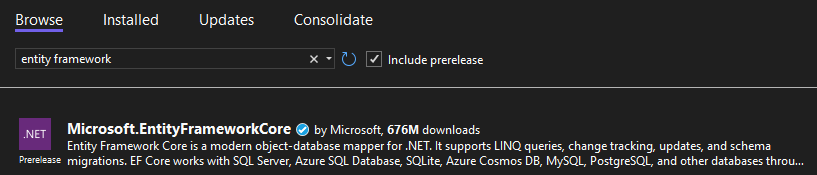 Browse Installed Updates Consolidate
entity framework Include prerelease
.NET Microsoft.EntityFrameworkCore by Microsoft, 676M downloads
Entity Framework Core is a modern object-database mapper for .NET. It supports LINQ queries, change tracking, updates, and schema
Prerelease migrations. EF Core works with SQL Server, Azure SQL Database, SQLite, Azure Cosmos DB, MySQL, PostgreSQL, and other databases throu...